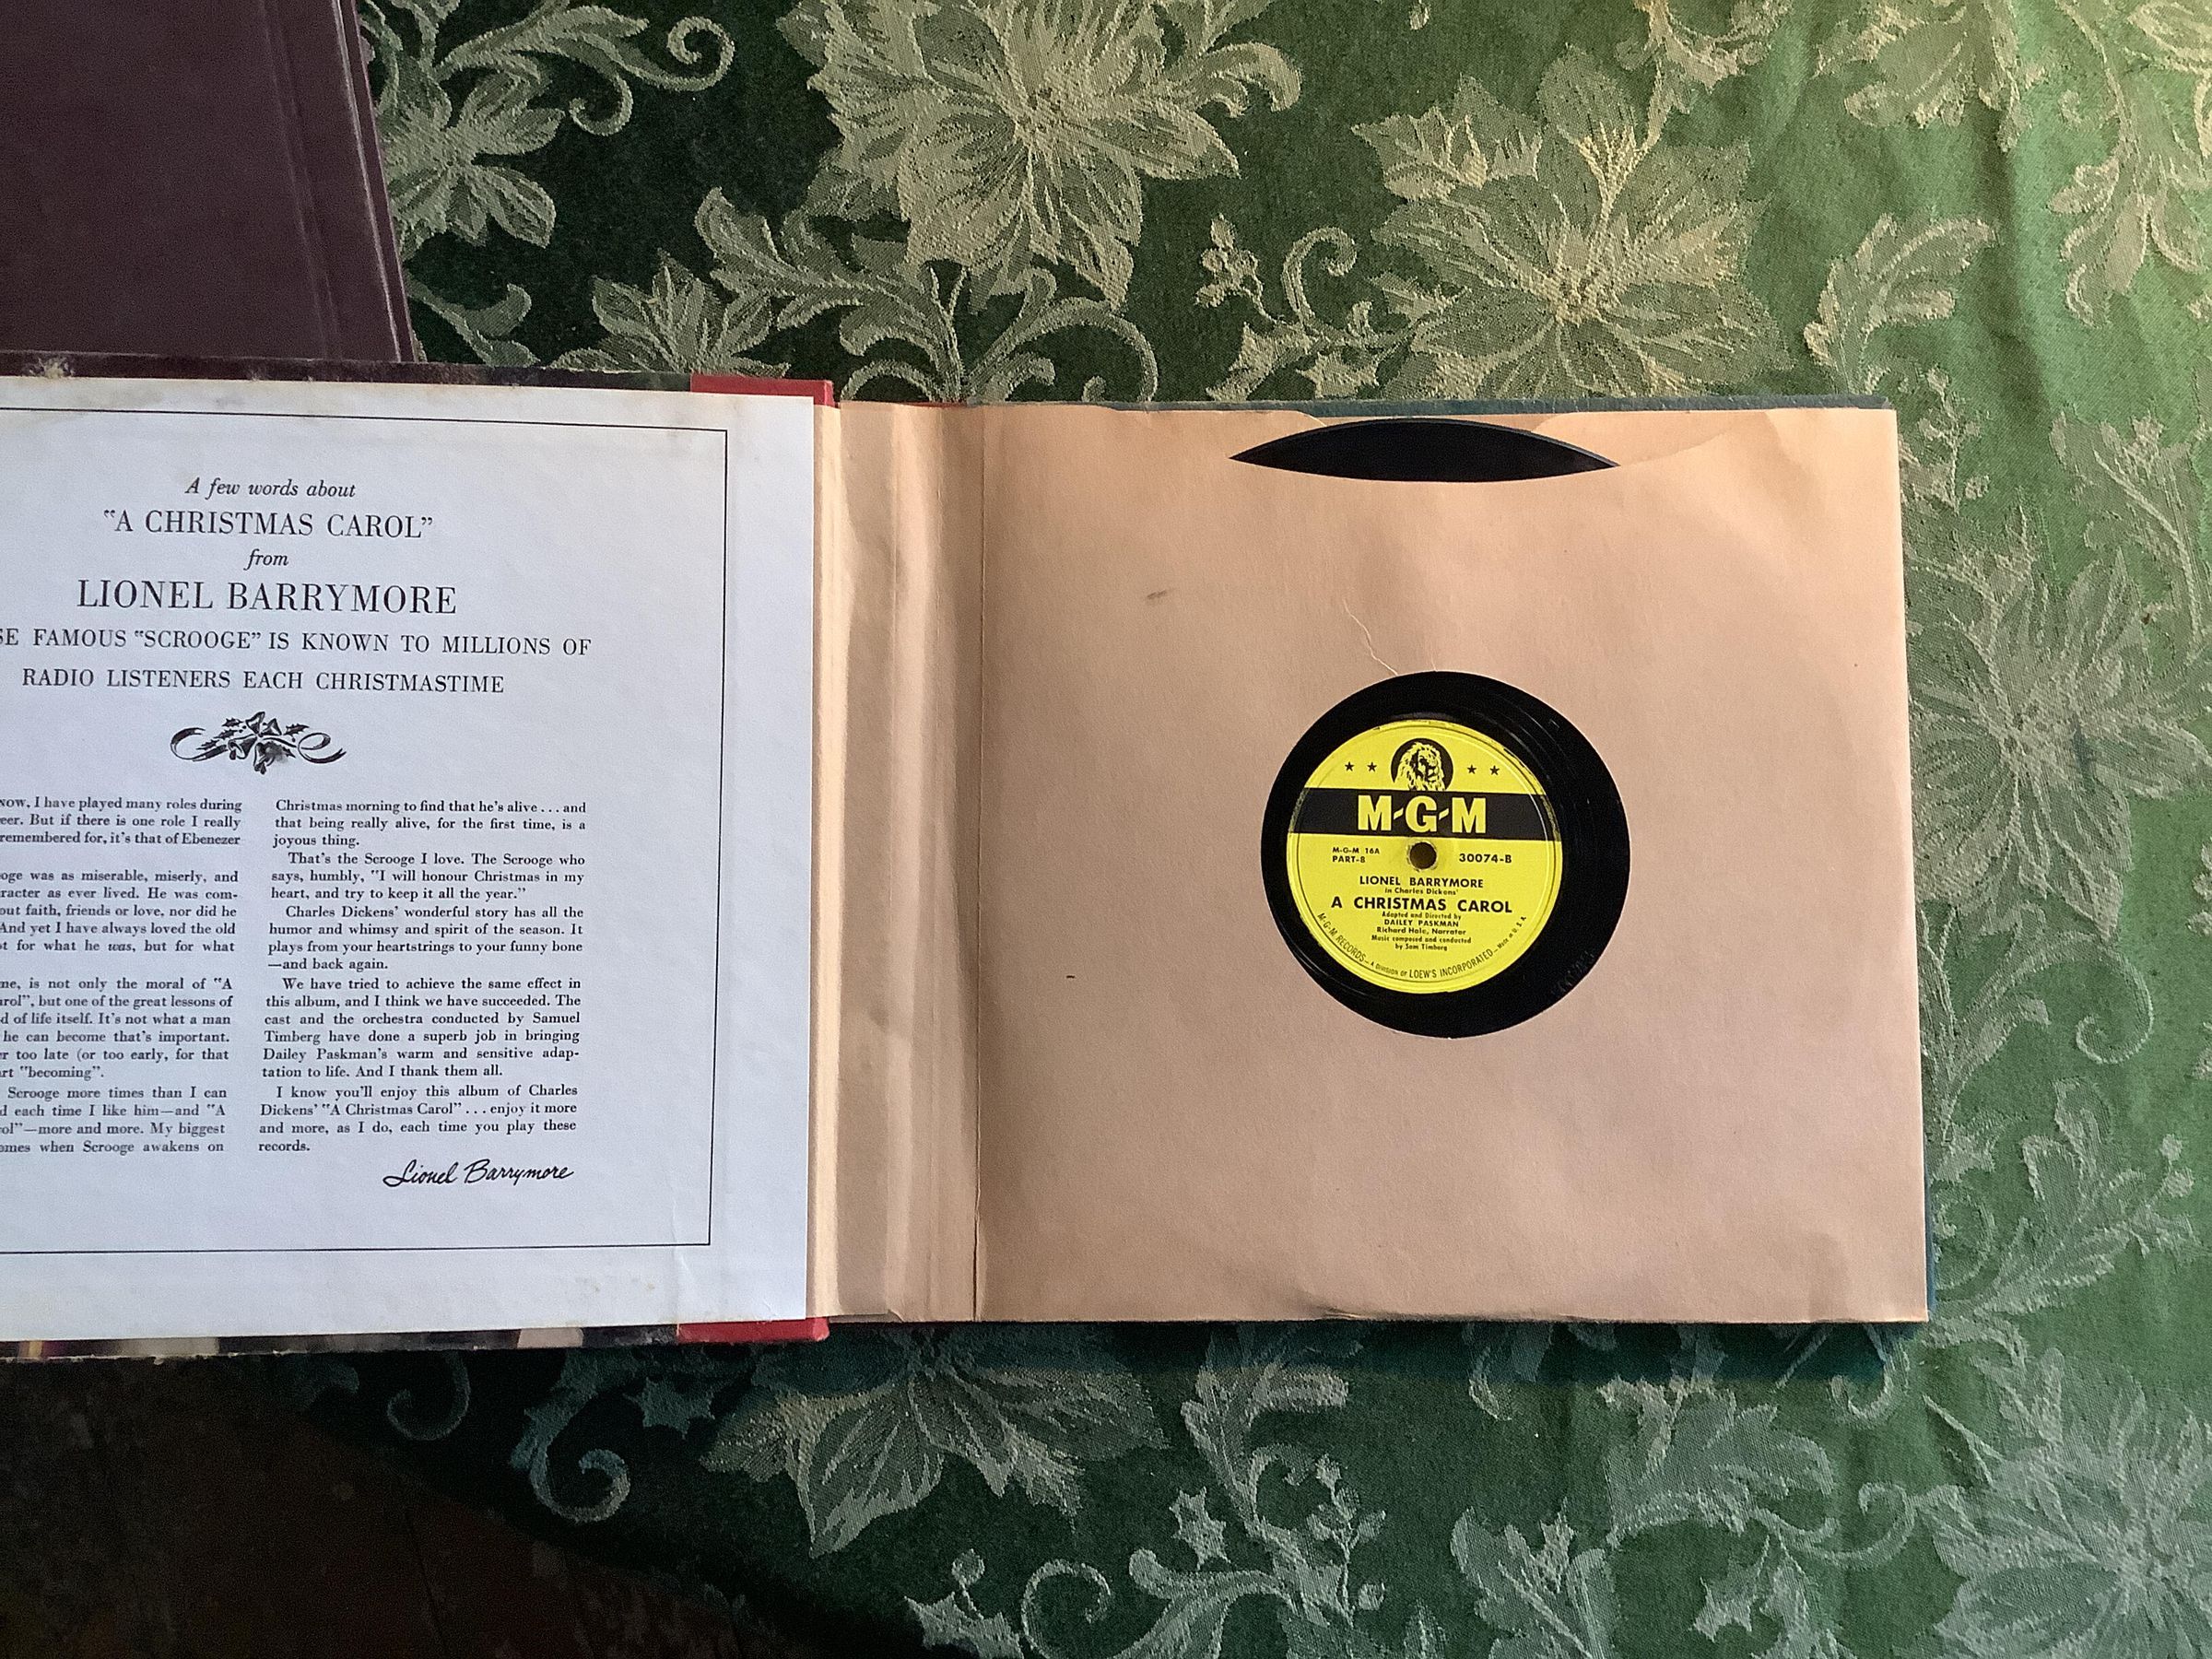 A few words about
"A CHRISTMAS CAROL"
from
LIONEL BARRYMORE
FAMOUS "SCROOGE" IS KNOWN TO MILLIONS OF
RADIO LISTENERS EACH CHRISTMASTIME
I have played many roles during
But if there is one role I really
remembered for, it's that of Ebenezer
was as miserable, miserly, and
as ever lived. He was com-
faith, friends or love, nor did he
And yet I have always loved the old
for what he was, but for what
is not only the moral of "A
but one of the great lessons of
of life itself. It's not what a man
he can become that's important.
too late (or too early, for that
"becoming".
Scrooge more times than I can
each time I like him—and "A
—more and more. My biggest
when Scrooge awakens on
Christmas morning to find that he's alive . . . and
that being really alive, for the first time, is a
joyous thing.
That's the Scrooge I love. The Scrooge who
says, humbly, "I will honour Christmas in my
heart, and try to keep it all the year."
Charles Dickens' wonderful story has all the
humor and whimsy and spirit of the season. It
plays from your heartstrings to your funny bone
—and back again.
We have tried to achieve the same effect in
this album, and I think we have succeeded. The
cast and the orchestra conducted by Samuel
Timberg have done a superb job in bringing
Dailey Paskman's warm and sensitive adap-
tation to life. And I thank them all.
I know you'll enjoy this album of Charles
Dickens' "A Christmas Carol" . . . enjoy it more
and more, as I do, each time you play these
records.
Lionel Barrymore
M-G-M
M-G-M 16A
PART-8
30074-B
LIONEL BARRYMORE
in Charles Dickens'
A CHRISTMAS CAROL
Adapted and Directed by
DAILEY PASKMAN
Richard Hale, Narrator
Music composed and conducted
by Sam Timberg
M-G-M RECORDS—A DIVISION OF LOEW'S INCORPORATED—Made in U. S. A.